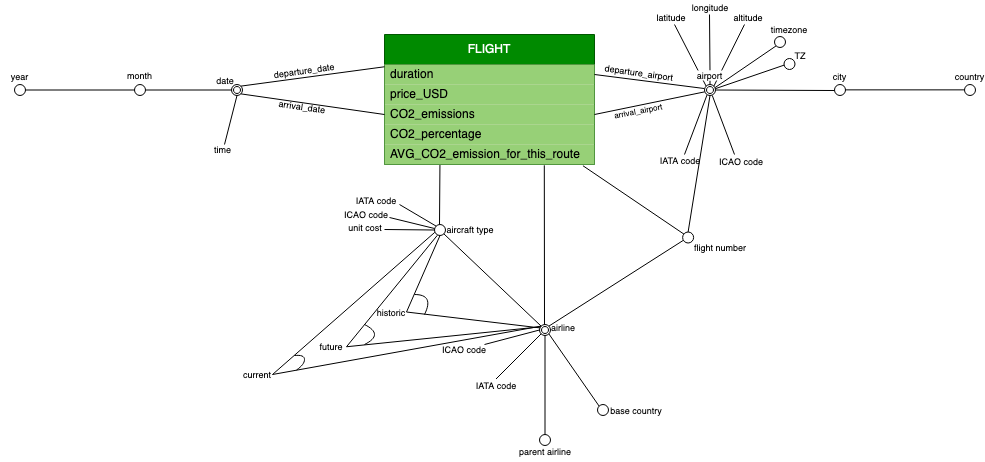 longitude
latitude
altitude
timezone
FLIGHT
TZ
departure_date
duration
departure_airport
airport
year
month
date
city
country
price_USD
arrival_date
CO2_emissions
arrival_airport
CO2_percentage
time
AVG_CO2_emission_for_this_route
IATA code
ICAO code
IATA code
ICAO code
unit cost
aircraft type
flight number
historic
airline
future
ICAO code
current
IATA code
base country
parent airline